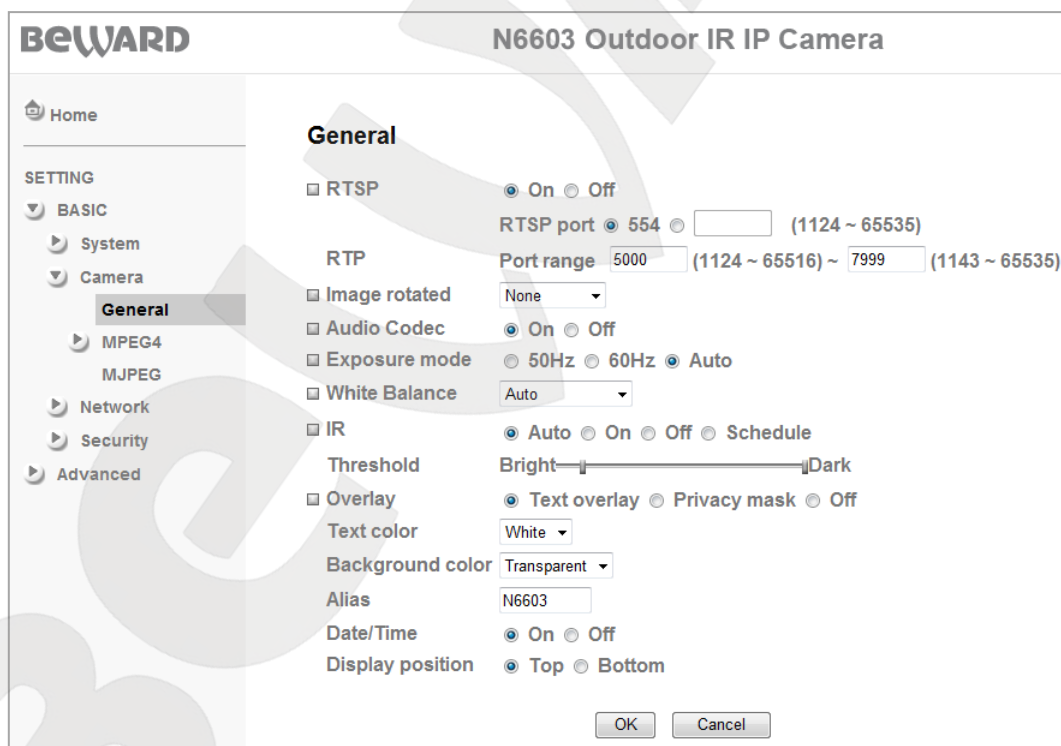 BEWARD
N6603 Outdoor IR IP Camera
Home
SETTING
BASIC
System
Camera
General
MPEG4
MJPEG
Network
Security
Advanced
General
RTSP On Off
RTSP port 554 (1124 ~ 65535)
RTP Port range 5000 (1124 ~ 65516) ~ 7999 (1143 ~ 65535)
Image rotated None
Audio Codec On Off
Exposure mode 50Hz 60Hz Auto
White Balance Auto
IR Auto On Off Schedule
Threshold Bright Dark
Overlay Text overlay Privacy mask Off
Text color White
Background color Transparent
Alias N6603
Date/Time On Off
Display position Top Bottom
OK Cancel